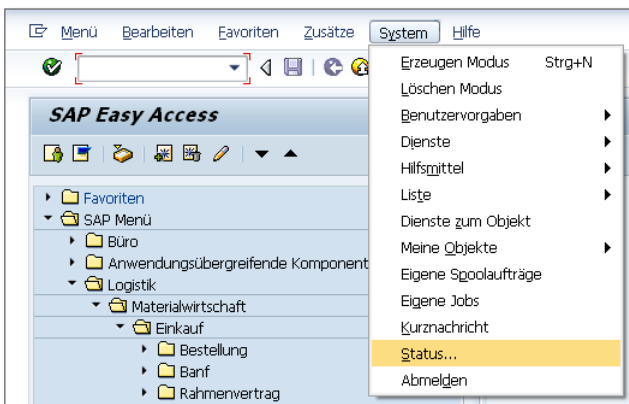 Menü Bearbeiten Favoriten Zusätze System Hilfe
SAP Easy Access
Favoriten
SAP Menü
Büro
Anwendungsübergreifende Komponent
Logistik
Materialwirtschaft
Einkauf
Bestellung
Banf
Rahmenvertrag
Erzeugen Modus Strg+N
Löschen Modus
Benutzervorgaben
Dienste
Hilfsmittel
Liste
Dienste zum Objekt
Meine Objekte
Eigene Spoolaufträge
Eigene Jobs
Kurznachricht
Status...
Abmelden